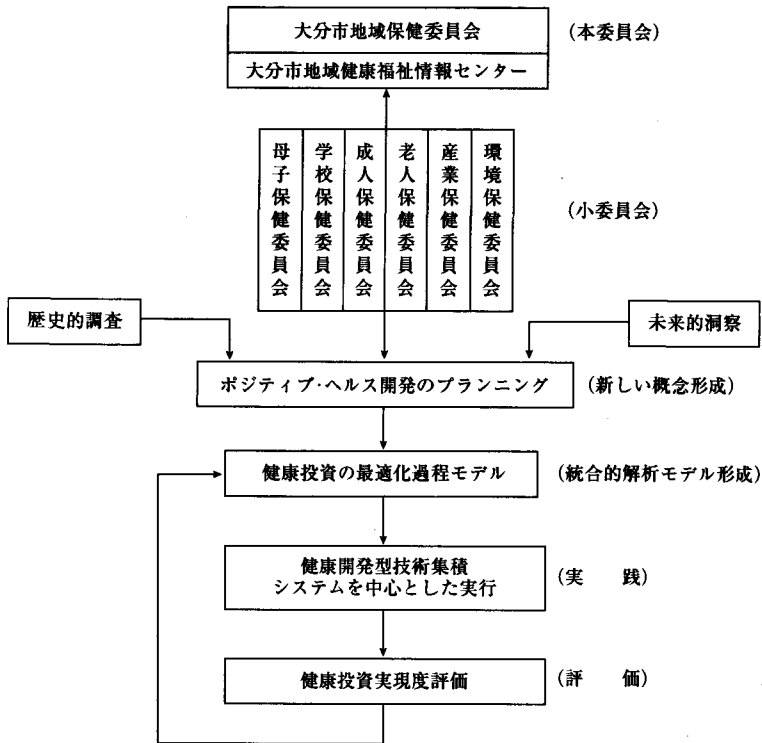 大分市地域保健委員会
(本委員会)
大分市地域健康福祉情報センター
母子保健委員会
学校保健委員会
成人保健委員会
老人保健委員会
産業保健委員会
環境保健委員会
(小委員会)
歴史的調査
未来的洞察
ポジティブ・ヘルス開発のプランニング
(新しい概念形成)
健康投資の最適化過程モデル
(統合的解析モデル形成)
健康開発型技術集積
システムを中心とした実行
(実 践)
健康投資実現度評価
(評 価)